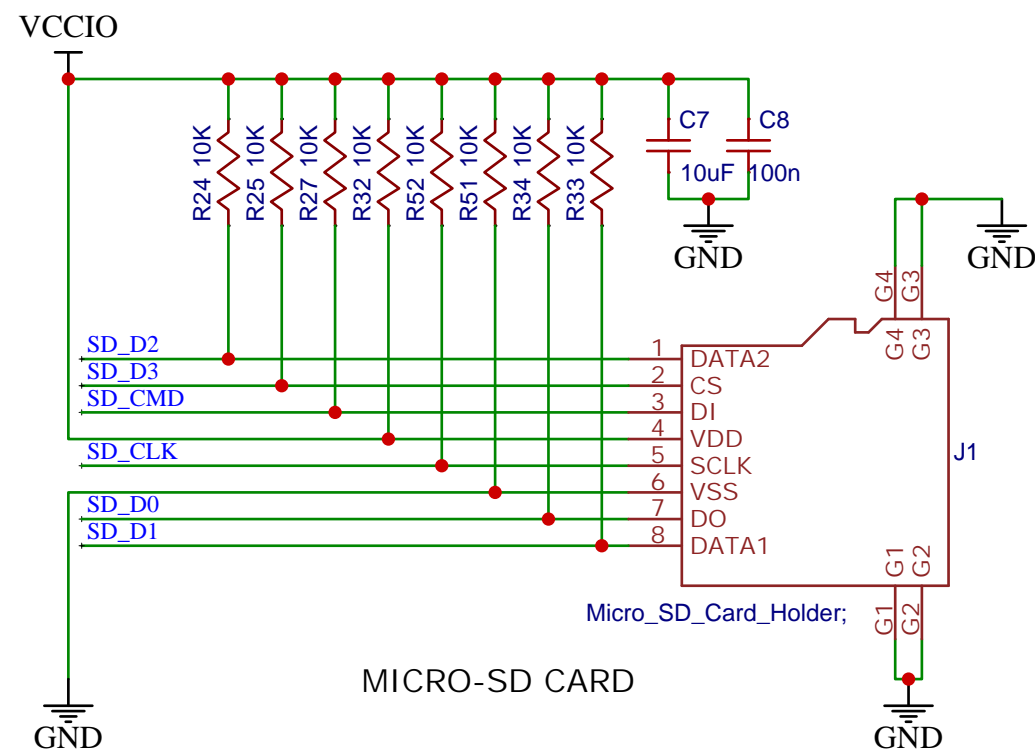 VCCIO
R24 10K
R25 10K
R27 10K
R32 10K
R52 10K
R51 10K
R34 10K
R33 10K
C7
10uF
C8
100n
GND
GND
G4
G3
G4
G3
SD_D2
1
DATA2
SD_D3
2
CS
SD_CMD
3
DI
4
VDD
SD_CLK
5
SCLK
6
VSS
SD_D0
7
DO
SD_D1
8
DATA1
J1
G1
G2
Micro_SD_Card_Holder;
G1
G2
MICRO-SD CARD
GND
GND